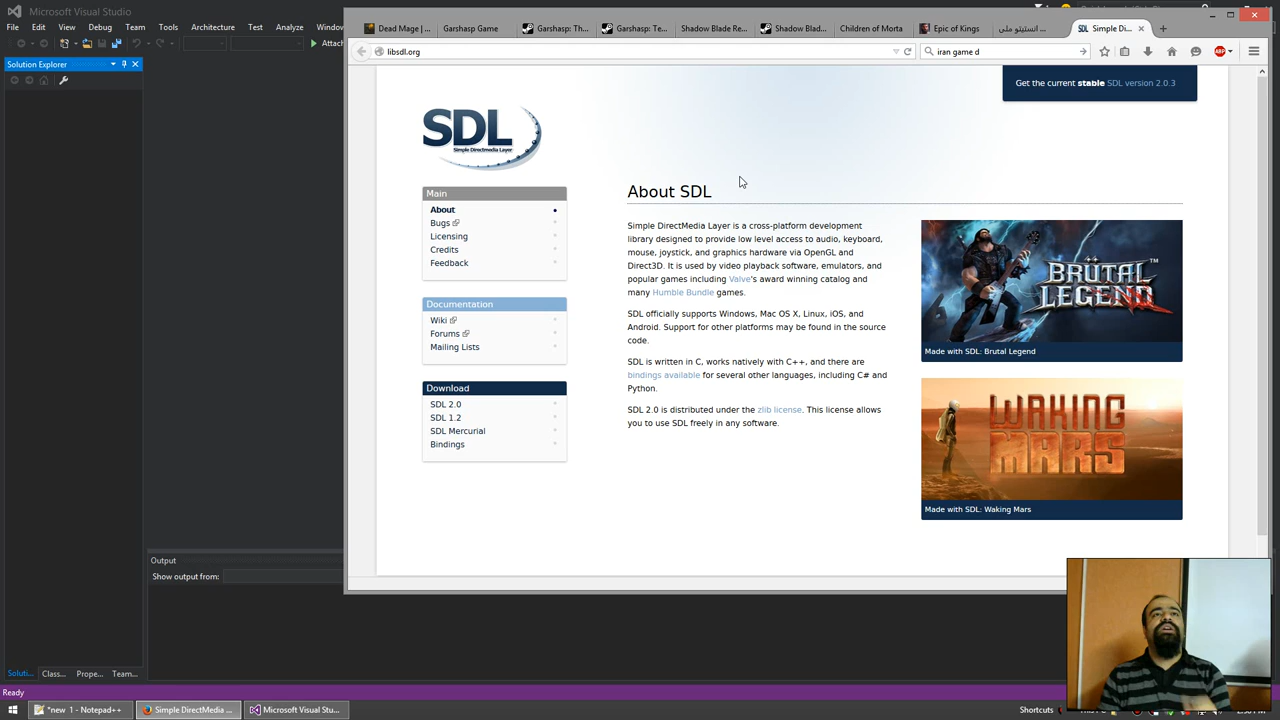 Microsoft Visual Studio
File Edit View Debug Team Tools Architecture Test Analyze Window
Attach
Solution Explorer
Dead Mage |... Garshasp Game Garshasp: Th... Garshasp: Te... Shadow Blade Re... Shadow Blad... Children of Morta Epic of Kings انستیتو ملی ... Simple Di...
libsdl.org
iran game d
ABP
Get the current stable SDL version 2.0.3
SDL
Simple Directmedia Layer
Main
About
Bugs
Licensing
Credits
Feedback
Documentation
Wiki
Forums
Mailing Lists
Download
SDL 2.0
SDL 1.2
SDL Mercurial
Bindings
About SDL
Simple DirectMedia Layer is a cross-platform development
library designed to provide low level access to audio, keyboard,
mouse, joystick, and graphics hardware via OpenGL and
Direct3D. It is used by video playback software, emulators, and
popular games including Valve's award winning catalog and
many Humble Bundle games.
SDL officially supports Windows, Mac OS X, Linux, iOS, and
Android. Support for other platforms may be found in the source
code.
SDL is written in C, works natively with C++, and there are
bindings available for several other languages, including C# and
Python.
SDL 2.0 is distributed under the zlib license. This license allows
you to use SDL freely in any software.
BRÜTAL
LEGEND™
Made with SDL: Brutal Legend
WAKING
MARS
Made with SDL: Waking Mars
Output
Show output from:
Soluti... Class... Prope... Team...
Ready
*new 1 - Notepad++ Simple DirectMedia ... Microsoft Visual Stu...
Shortcuts